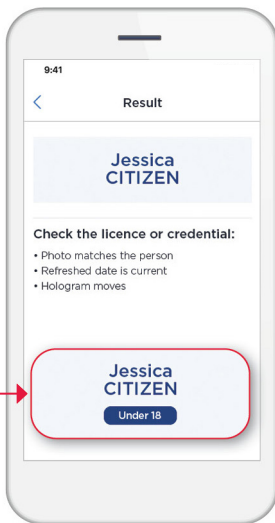 9:41
Result
Jessica
CITIZEN
Check the licence or credential:
• Photo matches the person
• Refreshed date is current
• Hologram moves
Jessica
CITIZEN
Under 18